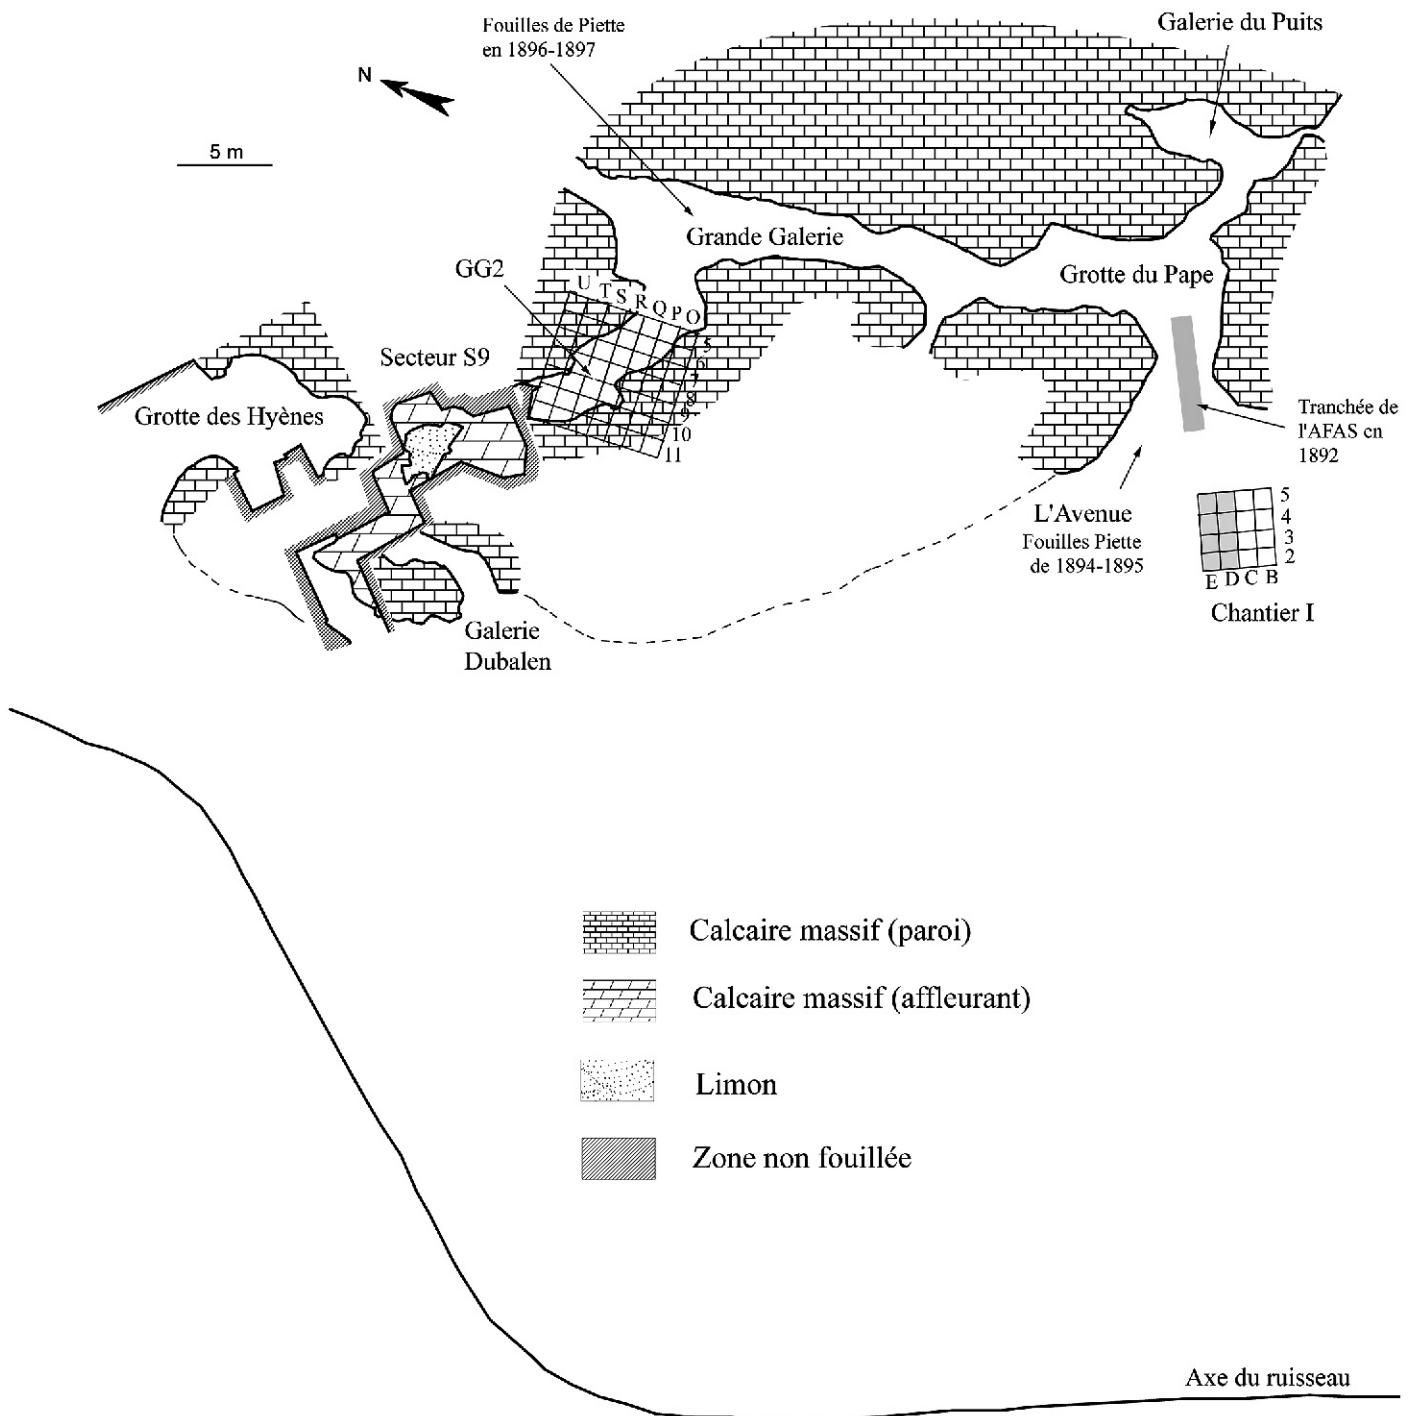 Fouilles de Piette
en 1896-1897
Galerie du Puits
N
5 m
Grande Galerie
GG2
Grotte du Pape
U T S R Q P O
5
6
7
8
9
10
11
Secteur S9
Grotte des Hyènes
Tranchée de
l'AFAS en
1892
L'Avenue
Fouilles Piette
de 1894-1895
5
4
3
2
E D C B
Chantier I
Galerie
Dubalen
Calcaire massif (paroi)
Calcaire massif (affleurant)
Limon
Zone non fouillée
Axe du ruisseau